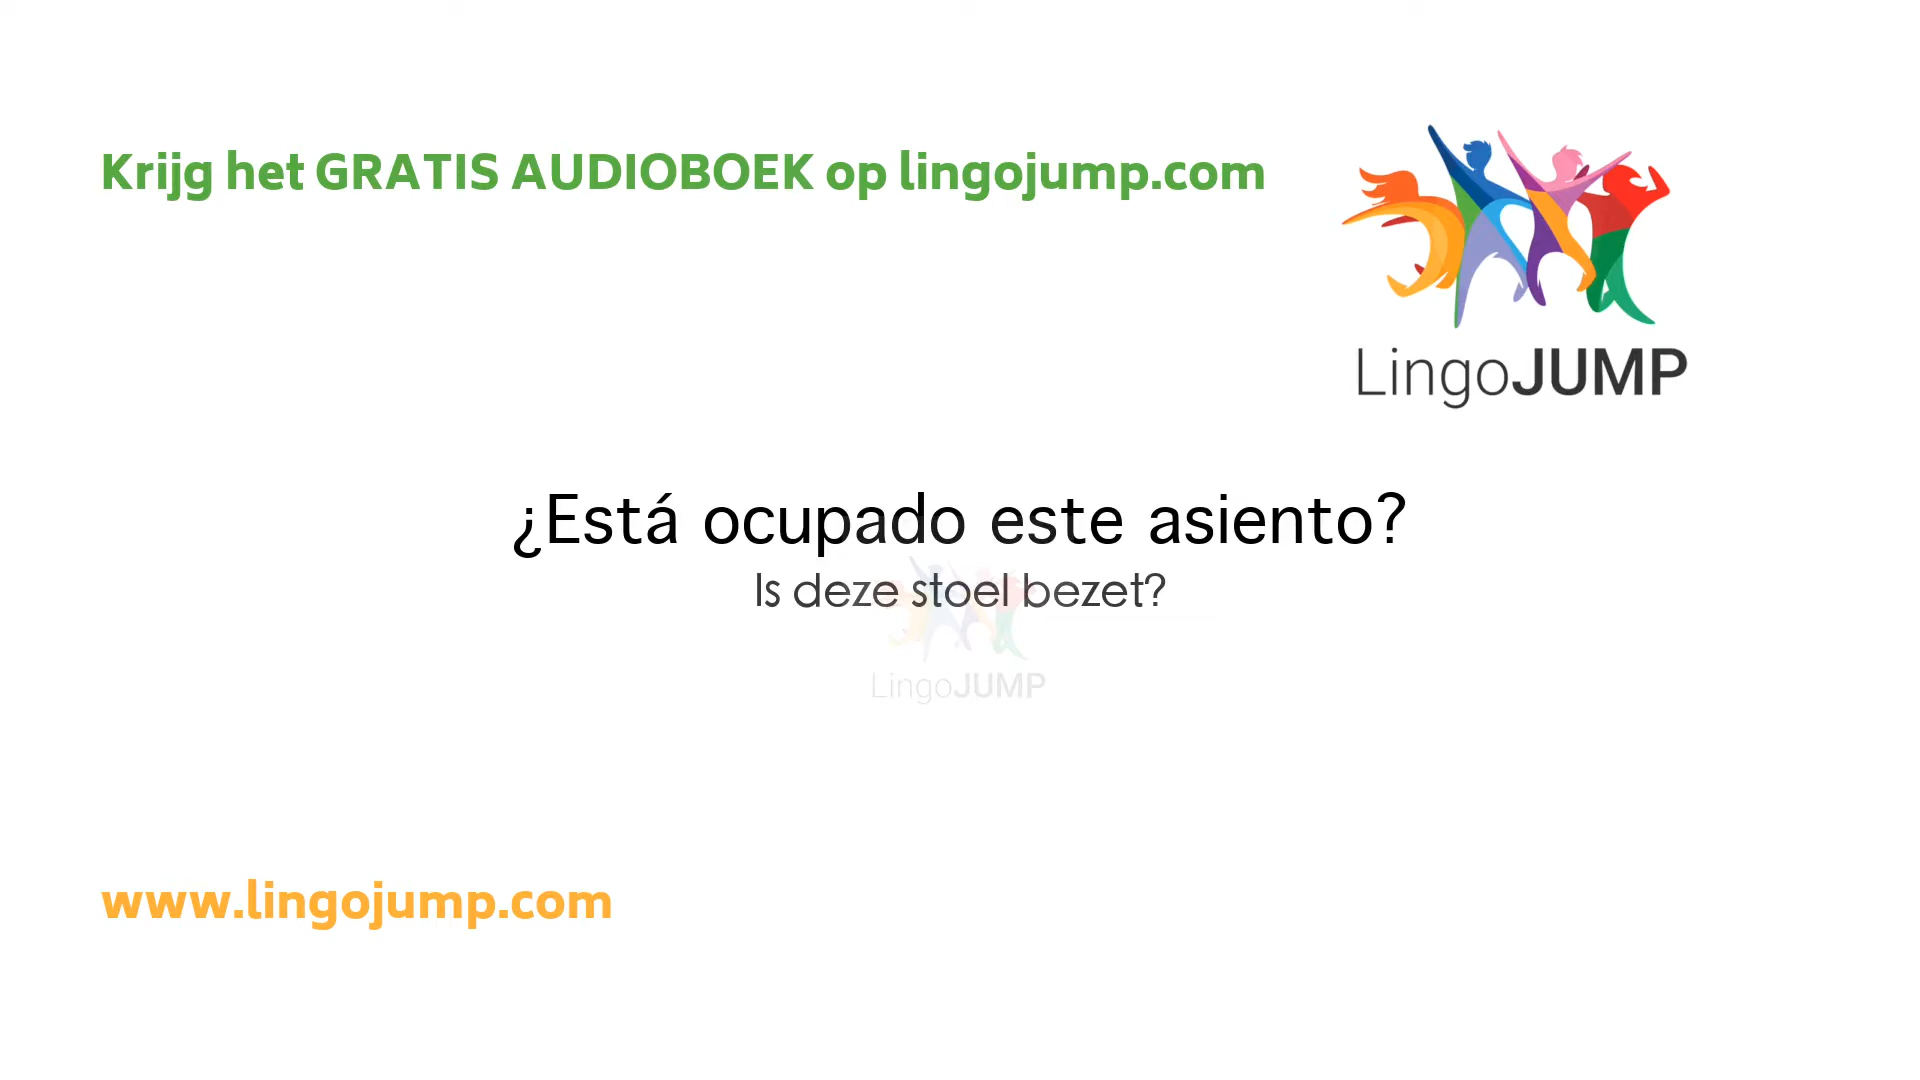 Krijg het GRATIS AUDIOBOEK op lingojump.com
LingoJUMP
¿Está ocupado este asiento?
Is deze stoel bezet?
LingoJUMP
www.lingojump.com